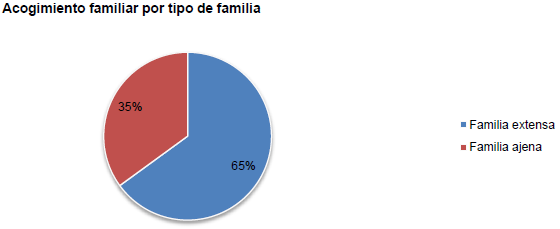 Acogimiento familiar por tipo de familia
35%
65%
Familia extensa
Familia ajena